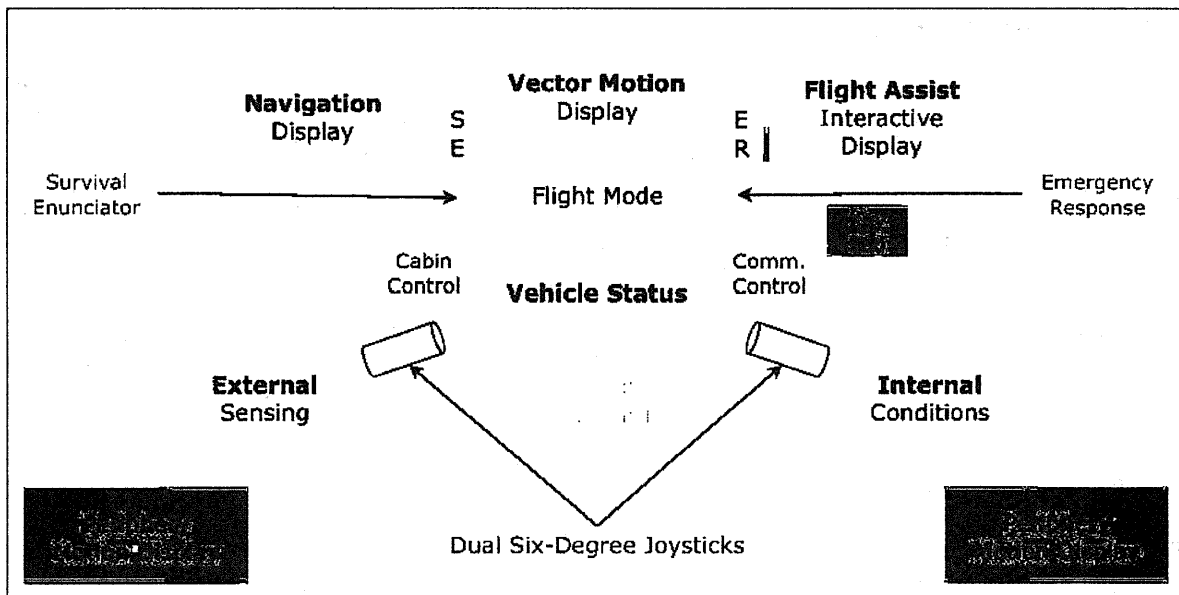 Vector Motion
Display
Navigation
Display
Flight Assist
Interactive
Display
S
E
E
R
Survival
Enunciator
Flight Mode
Emergency
Response
Cabin
Control
Vehicle Status
Comm.
Control
External
Sensing
Internal
Conditions
Dual Six-Degree Joysticks